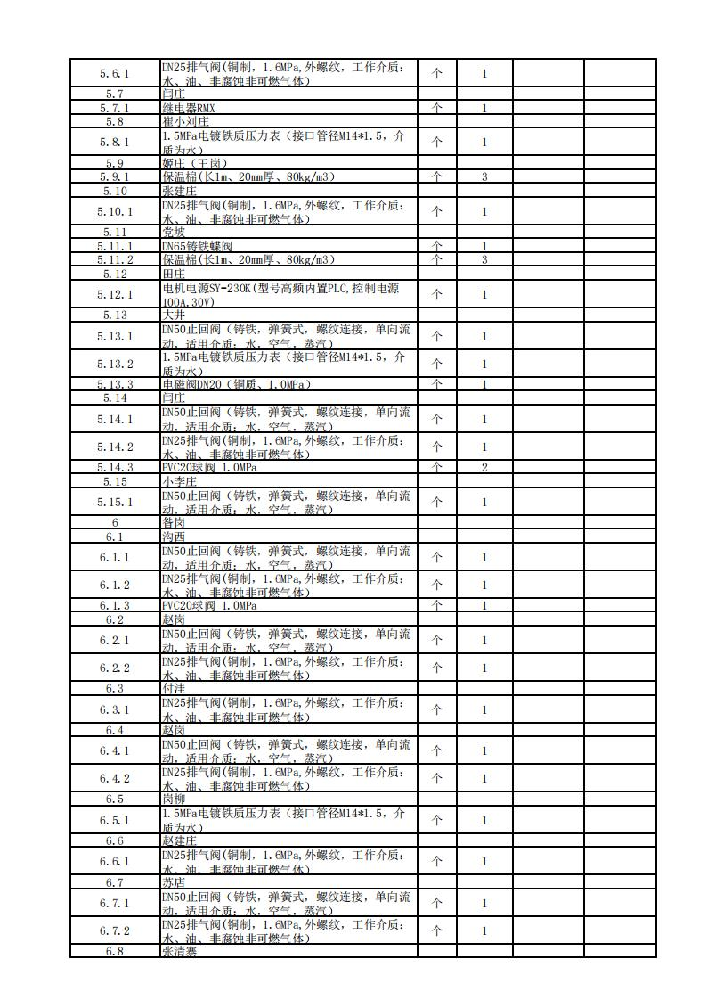 5.6.1 DN25排气阀(铜制，1.6MPa,外螺纹，工作介质： 个 1
水、油、非腐蚀非可燃气体）
5.7 闫庄
5.7.1 继电器RMX 个 1
5.8 崔小刘庄
5.8.1 1.5MPa电镀铁质压力表（接口管径M14*1.5，介 个 1
质为水）
5.9 姬庄（王岗）
5.9.1 保温棉(长1m、20mm厚、80kg/m3） 个 3
5.10 张建庄
5.10.1 DN25排气阀(铜制，1.6MPa,外螺纹，工作介质： 个 1
水、油、非腐蚀非可燃气体）
5.11 党坡
5.11.1 DN65铸铁蝶阀 个 1
5.11.2 保温棉(长1m、20mm厚、80kg/m3） 个 3
5.12 田庄
5.12.1 电机电源SY-230K(型号高频内置PLC,控制电源 个 1
100A,30V)
5.13 大井
5.13.1 DN50止回阀（铸铁，弹簧式，螺纹连接，单向流 个 1
动，适用介质：水，空气，蒸汽）
5.13.2 1.5MPa电镀铁质压力表（接口管径M14*1.5，介 个 1
质为水）
5.13.3 电磁阀DN20（铜质、1.0MPa） 个 1
5.14 闫庄
5.14.1 DN50止回阀（铸铁，弹簧式，螺纹连接，单向流 个 1
动，适用介质：水，空气，蒸汽）
5.14.2 DN25排气阀(铜制，1.6MPa,外螺纹，工作介质： 个 1
水、油、非腐蚀非可燃气体）
5.14.3 PVC20球阀 1.0MPa 个 2
5.15 小李庄
5.15.1 DN50止回阀（铸铁，弹簧式，螺纹连接，单向流 个 1
动，适用介质：水，空气，蒸汽）
6 昝岗
6.1 沟西
6.1.1 DN50止回阀（铸铁，弹簧式，螺纹连接，单向流 个 1
动，适用介质：水，空气，蒸汽）
6.1.2 DN25排气阀(铜制，1.6MPa,外螺纹，工作介质： 个 1
水、油、非腐蚀非可燃气体）
6.1.3 PVC20球阀 1.0MPa 个 1
6.2 赵岗
6.2.1 DN50止回阀（铸铁，弹簧式，螺纹连接，单向流 个 1
动，适用介质：水，空气，蒸汽）
6.2.2 DN25排气阀(铜制，1.6MPa,外螺纹，工作介质： 个 1
水、油、非腐蚀非可燃气体）
6.3 付洼
6.3.1 DN25排气阀(铜制，1.6MPa,外螺纹，工作介质： 个 1
水、油、非腐蚀非可燃气体）
6.4 赵岗
6.4.1 DN50止回阀（铸铁，弹簧式，螺纹连接，单向流 个 1
动，适用介质：水，空气，蒸汽）
6.4.2 DN25排气阀(铜制，1.6MPa,外螺纹，工作介质： 个 1
水、油、非腐蚀非可燃气体）
6.5 岗柳
6.5.1 1.5MPa电镀铁质压力表（接口管径M14*1.5，介 个 1
质为水）
6.6 赵建庄
6.6.1 DN25排气阀(铜制，1.6MPa,外螺纹，工作介质： 个 1
水、油、非腐蚀非可燃气体）
6.7 苏店
6.7.1 DN50止回阀（铸铁，弹簧式，螺纹连接，单向流 个 1
动，适用介质：水，空气，蒸汽）
6.7.2 DN25排气阀(铜制，1.6MPa,外螺纹，工作介质： 个 1
水、油、非腐蚀非可燃气体）
6.8 张清寨